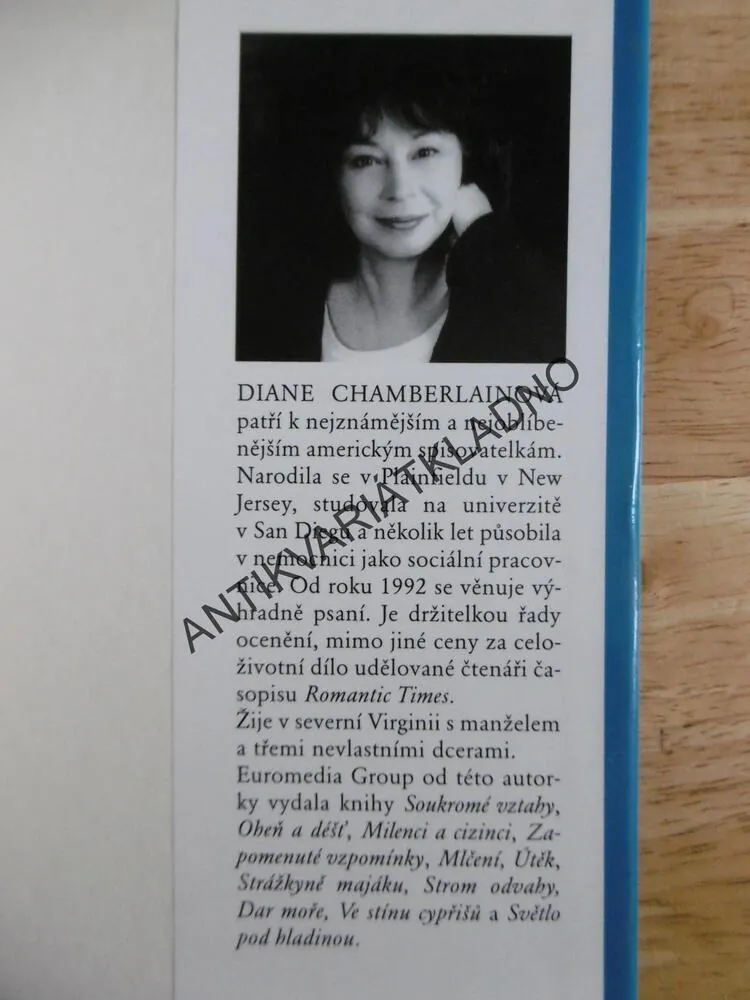 DIANE CHAMBERLAINOVÁ
patří k nejznámějším a nejoblíbe-
nějším americkým spisovatelkám.
Narodila se v Plainfieldu v New
Jersey, studovala na univerzitě
v San Diegu a několik let působila
v nemocnici jako sociální pracov-
nice. Od roku 1992 se věnuje vý-
hradně psaní. Je držitelkou řady
ocenění, mimo jiné ceny za celo-
životní dílo udělované čtenáři ča-
sopisu Romantic Times.
Žije v severní Virginii s manželem
a třemi nevlastními dcerami.
Euromedia Group od této autor-
ky vydala knihy Soukromé vztahy,
Oheň a déšť, Milenci a cizinci, Za-
pomenuté vzpomínky, Mlčení, Útěk,
Strážkyně majáku, Strom odvahy,
Dar moře, Ve stínu cypřišů a Světlo
pod hladinou.
ANTIKVARIÁTKLADNO